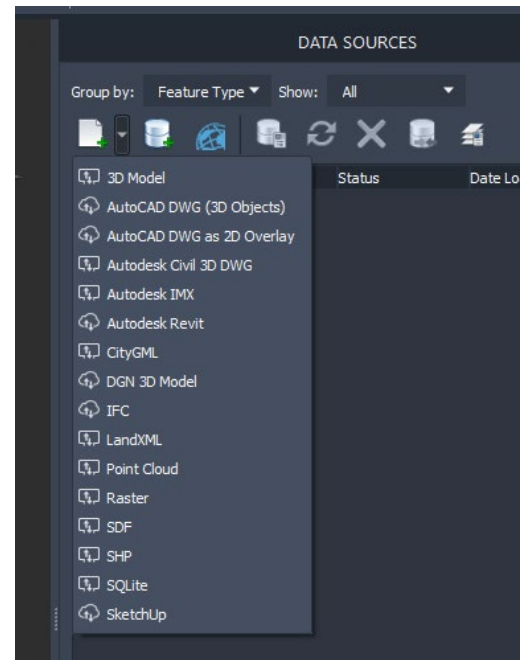 DATA SOURCES
Group by: Feature Type Show: All
Status Date Lo
3D Model
AutoCAD DWG (3D Objects)
AutoCAD DWG as 2D Overlay
Autodesk Civil 3D DWG
Autodesk IMX
Autodesk Revit
CityGML
DGN 3D Model
IFC
LandXML
Point Cloud
Raster
SDF
SHP
SQLite
SketchUp